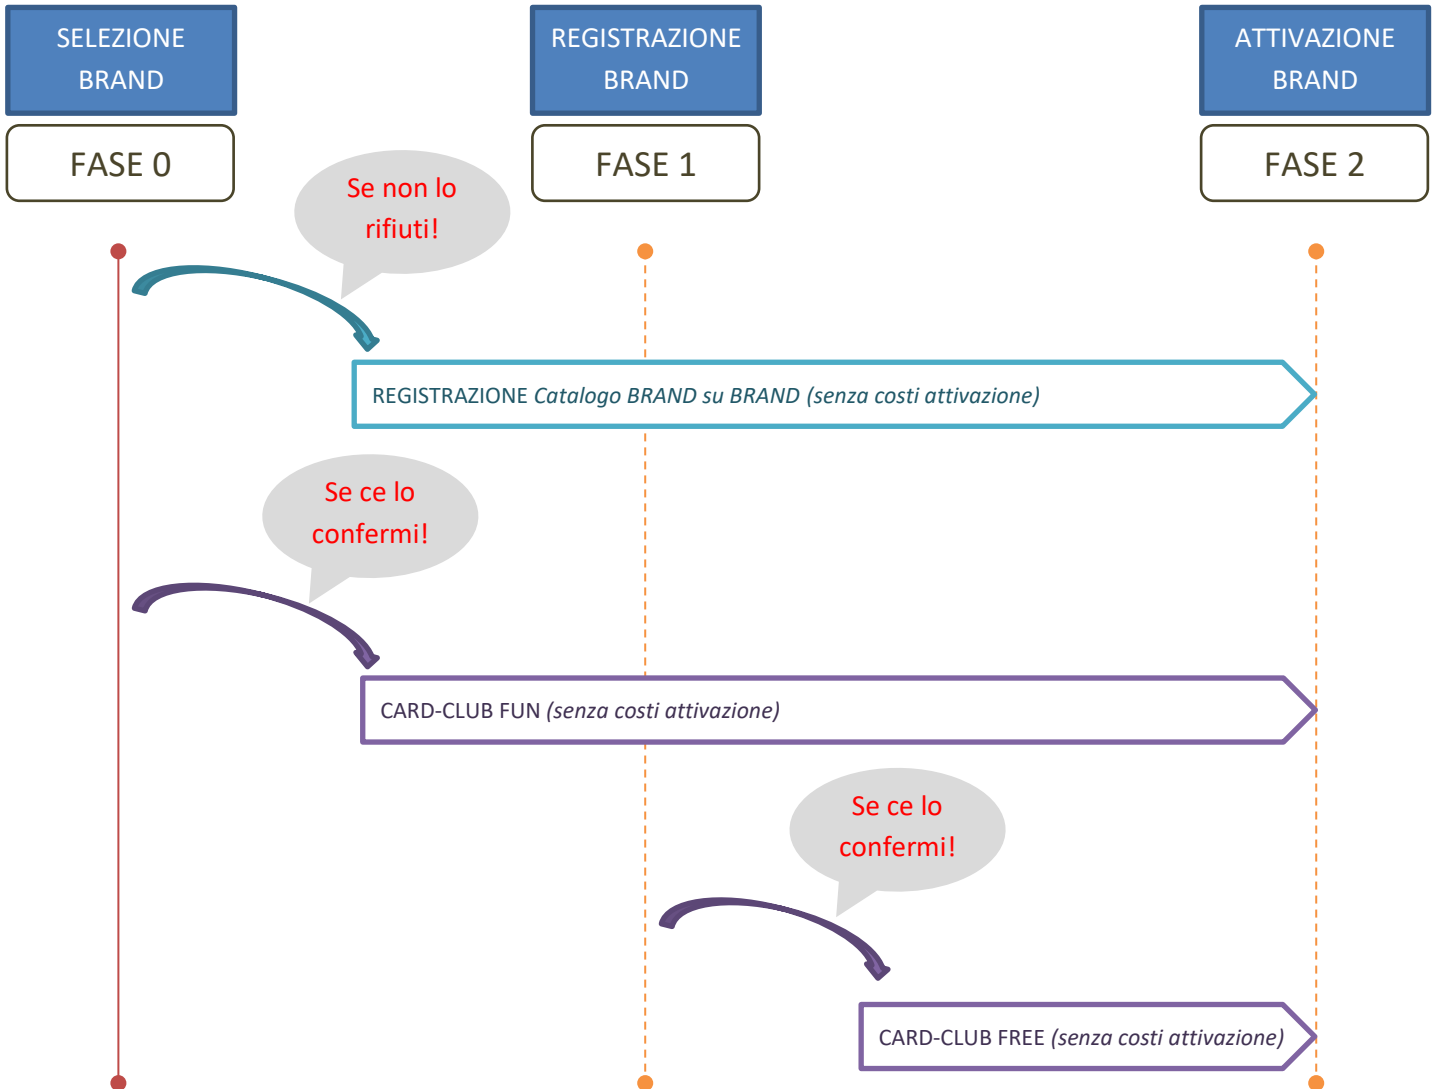 SELEZIONE
BRAND
REGISTRAZIONE
BRAND
ATTIVAZIONE
BRAND
FASE 0
FASE 1
FASE 2
Se non lo
rifiuti!
REGISTRAZIONE Catalogo BRAND su BRAND (senza costi attivazione)
Se ce lo
confermi!
CARD-CLUB FUN (senza costi attivazione)
Se ce lo
confermi!
CARD-CLUB FREE (senza costi attivazione)